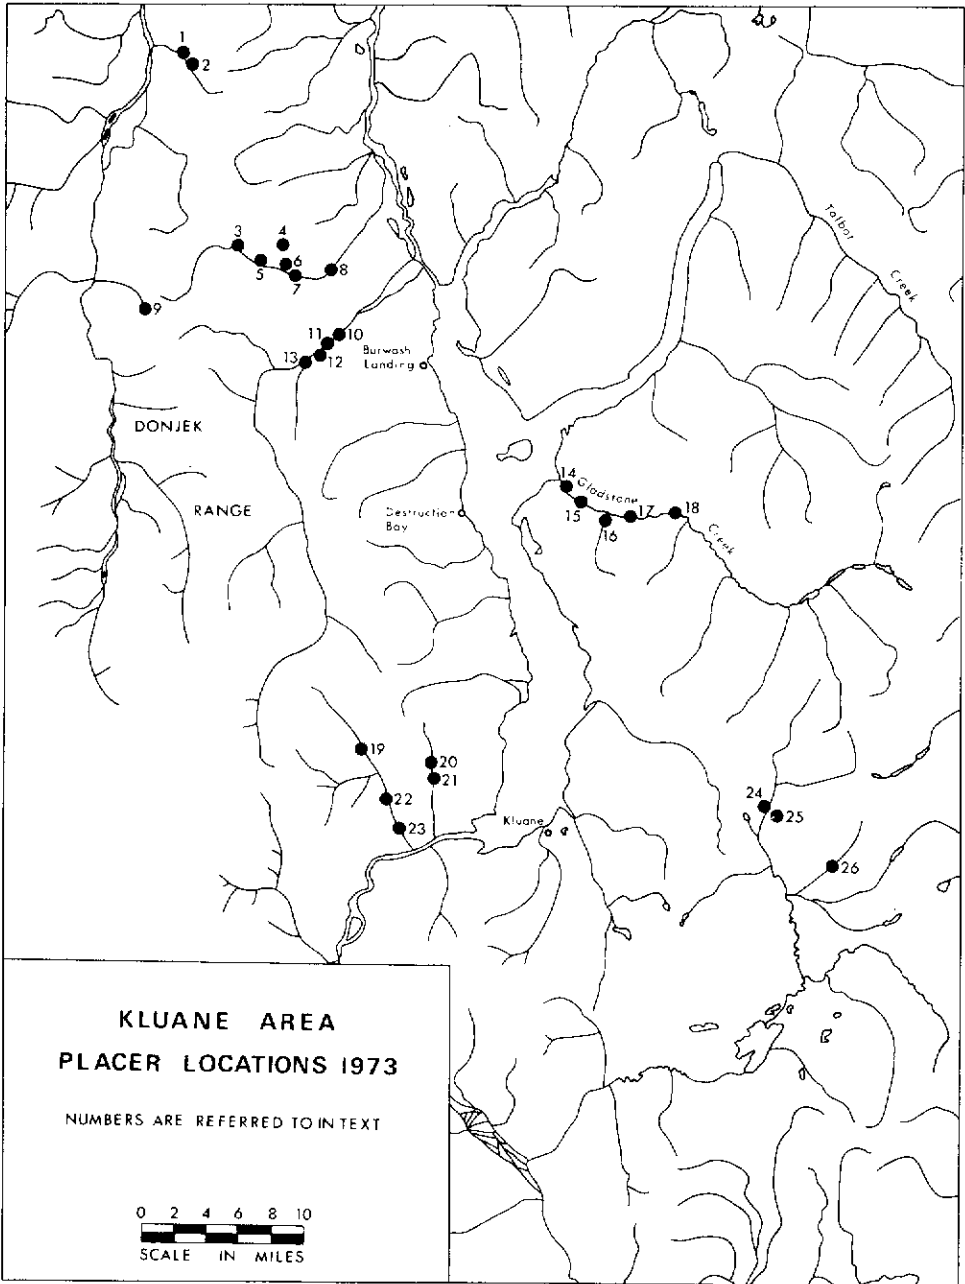 1
2
Talbot
Creek
3
4
5
6
7
8
9
10
11
12
13
Burwash
Landing
DONJEK
RANGE
Destruction
Bay
14
Gladstone
15
16
17
18
Creek
19
20
21
22
23
Kluane
24
25
26
KLUANE AREA
PLACER LOCATIONS 1973
NUMBERS ARE REFERRED TO IN TEXT
0 2 4 6 8 10
SCALE IN MILES